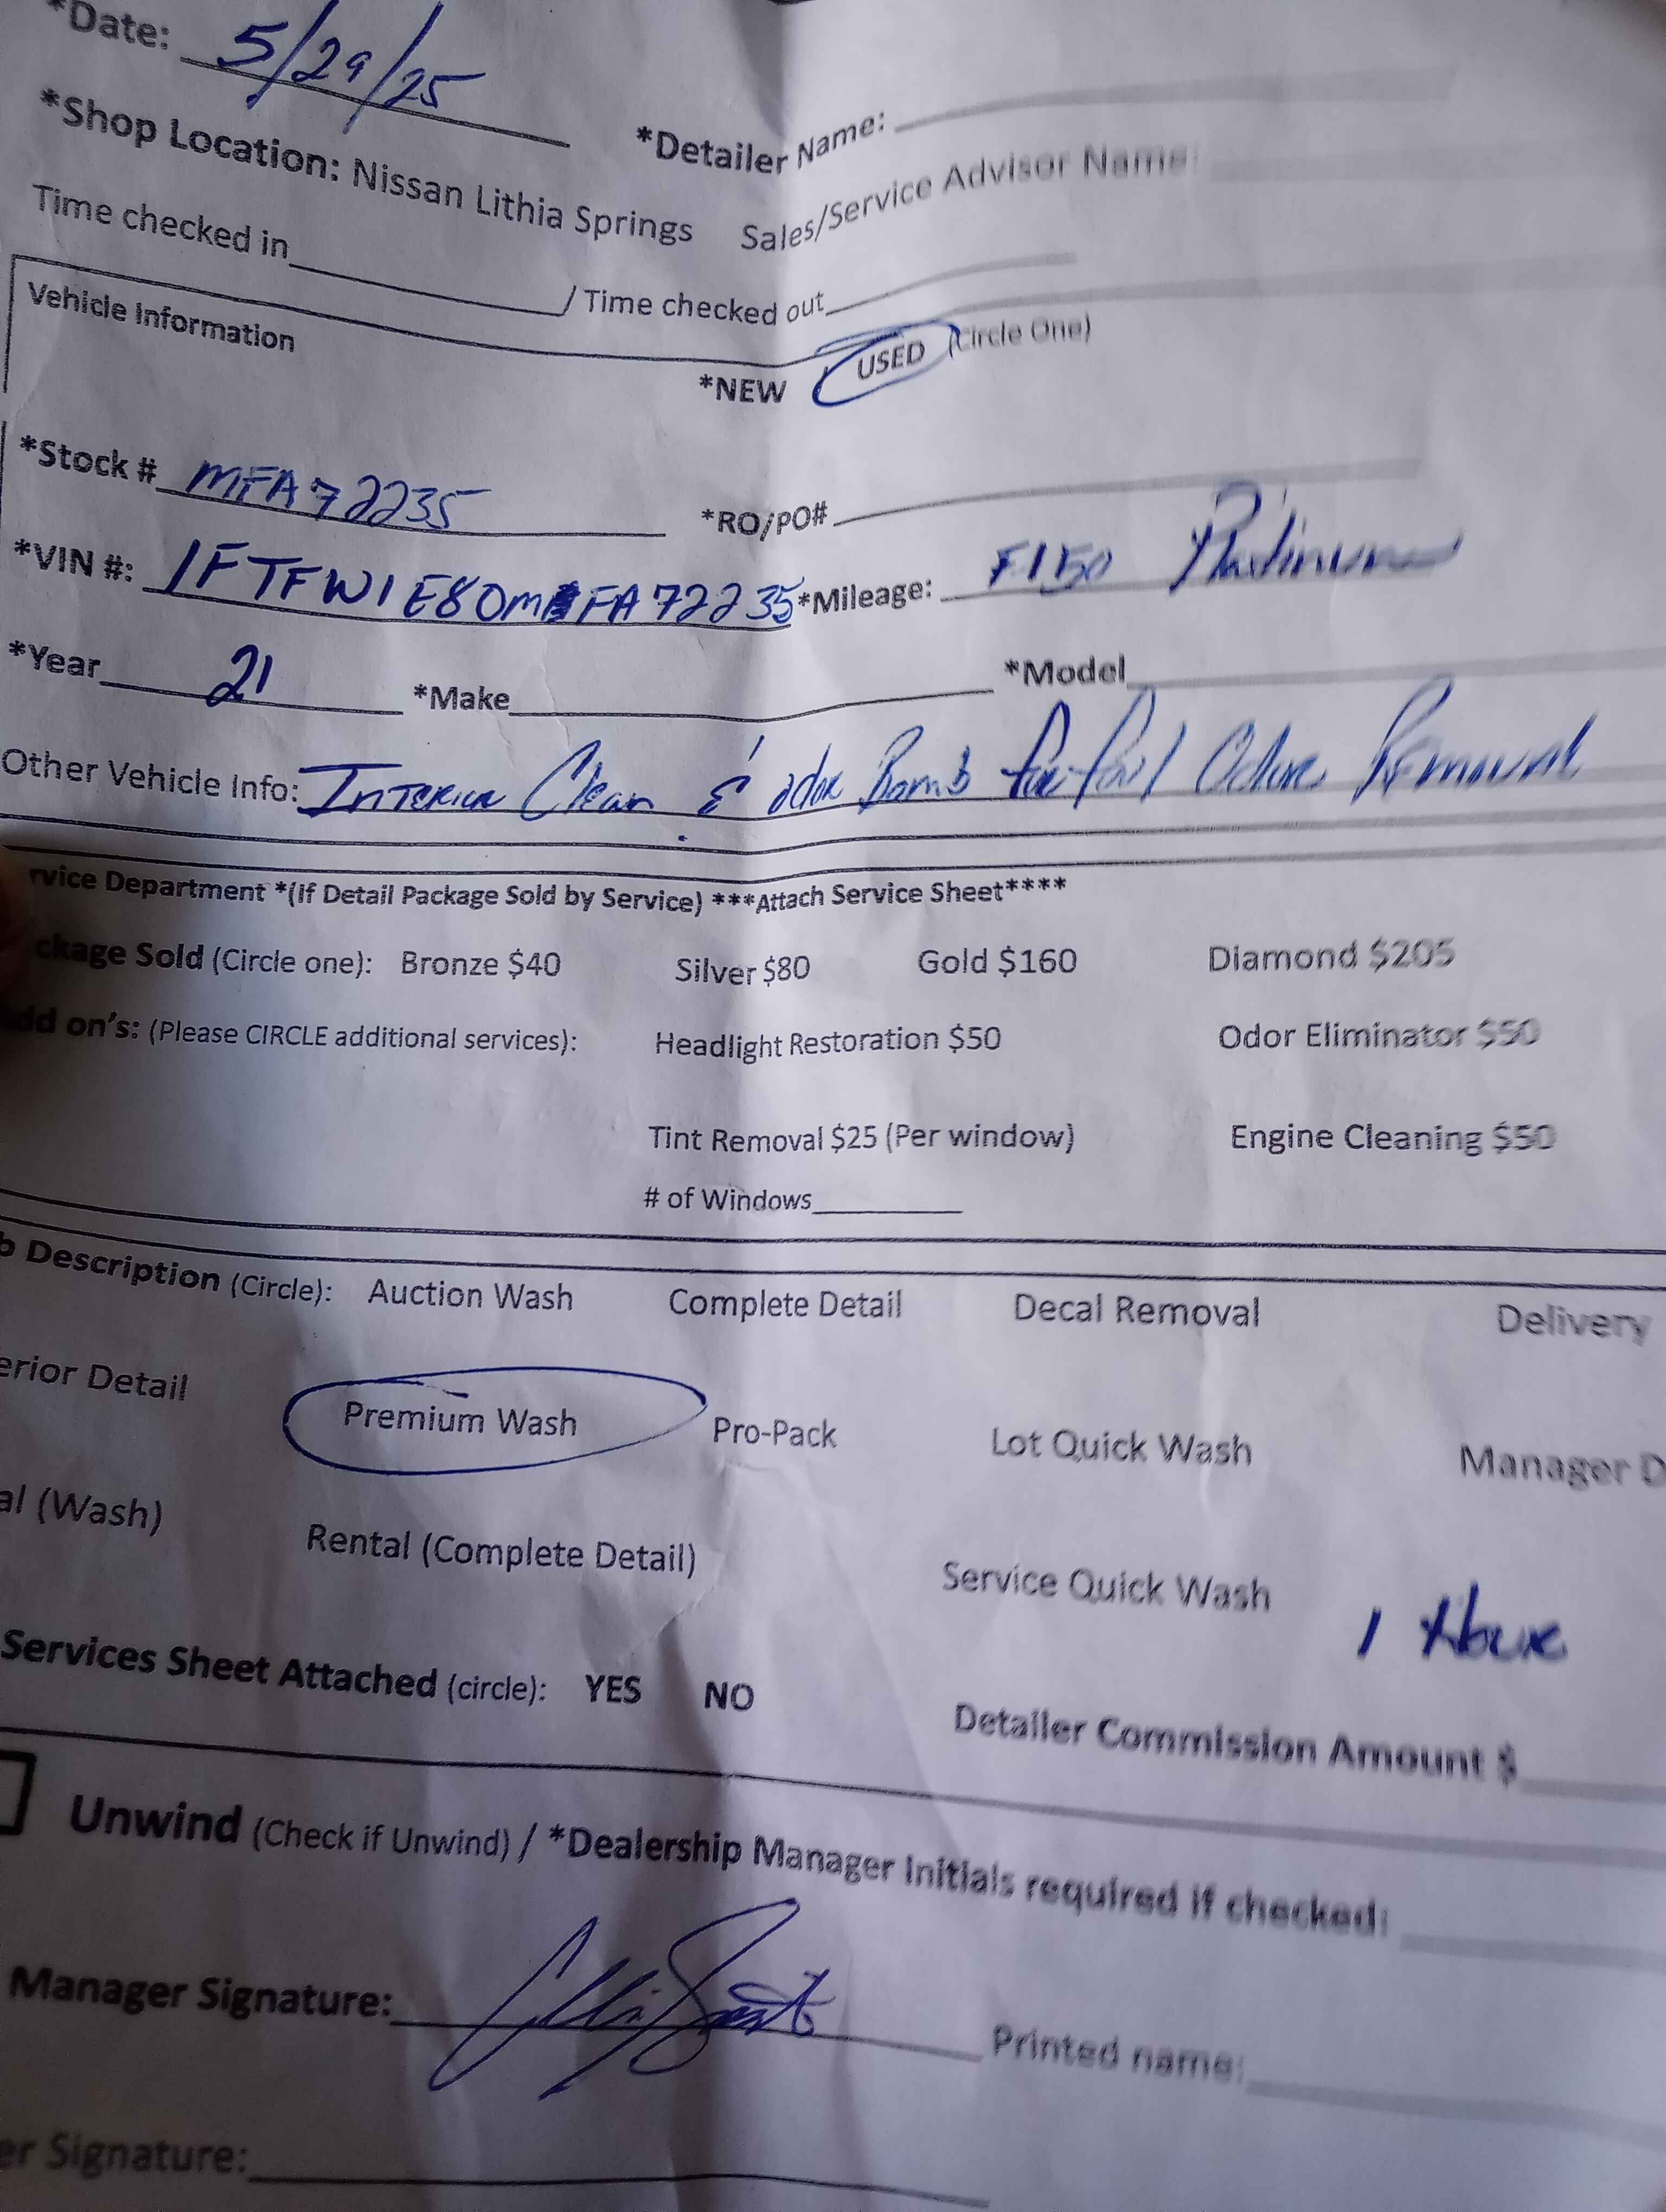 *Date: 5/29/25
*Detailer Name:
*Shop Location: Nissan Lithia Springs Sales/Service Advisor Name:
Time checked in / Time checked out
Vehicle Information
*NEW USED (Circle One)
*Stock # MFA72235 *RO/PO#
*VIN #: 1FTFW1E80MFA72235 *Mileage: F150 Platinum
*Year 21 *Make *Model
Other Vehicle Info: Interior Clean & odor Bomb for foul Odor Removal
rvice Department *(If Detail Package Sold by Service) ***Attach Service Sheet****
ckage Sold (Circle one): Bronze $40 Silver $80 Gold $160 Diamond $205
dd on's: (Please CIRCLE additional services): Headlight Restoration $50 Odor Eliminator $50
Tint Removal $25 (Per window) Engine Cleaning $50
# of Windows
b Description (Circle): Auction Wash Complete Detail Decal Removal Delivery
erior Detail Premium Wash Pro-Pack Lot Quick Wash Manager D
al (Wash) Rental (Complete Detail) Service Quick Wash
1 Hour
Services Sheet Attached (circle): YES NO Detailer Commission Amount $
Unwind (Check if Unwind) / *Dealership Manager Initials required if checked:
Manager Signature: Printed name:
er Signature: